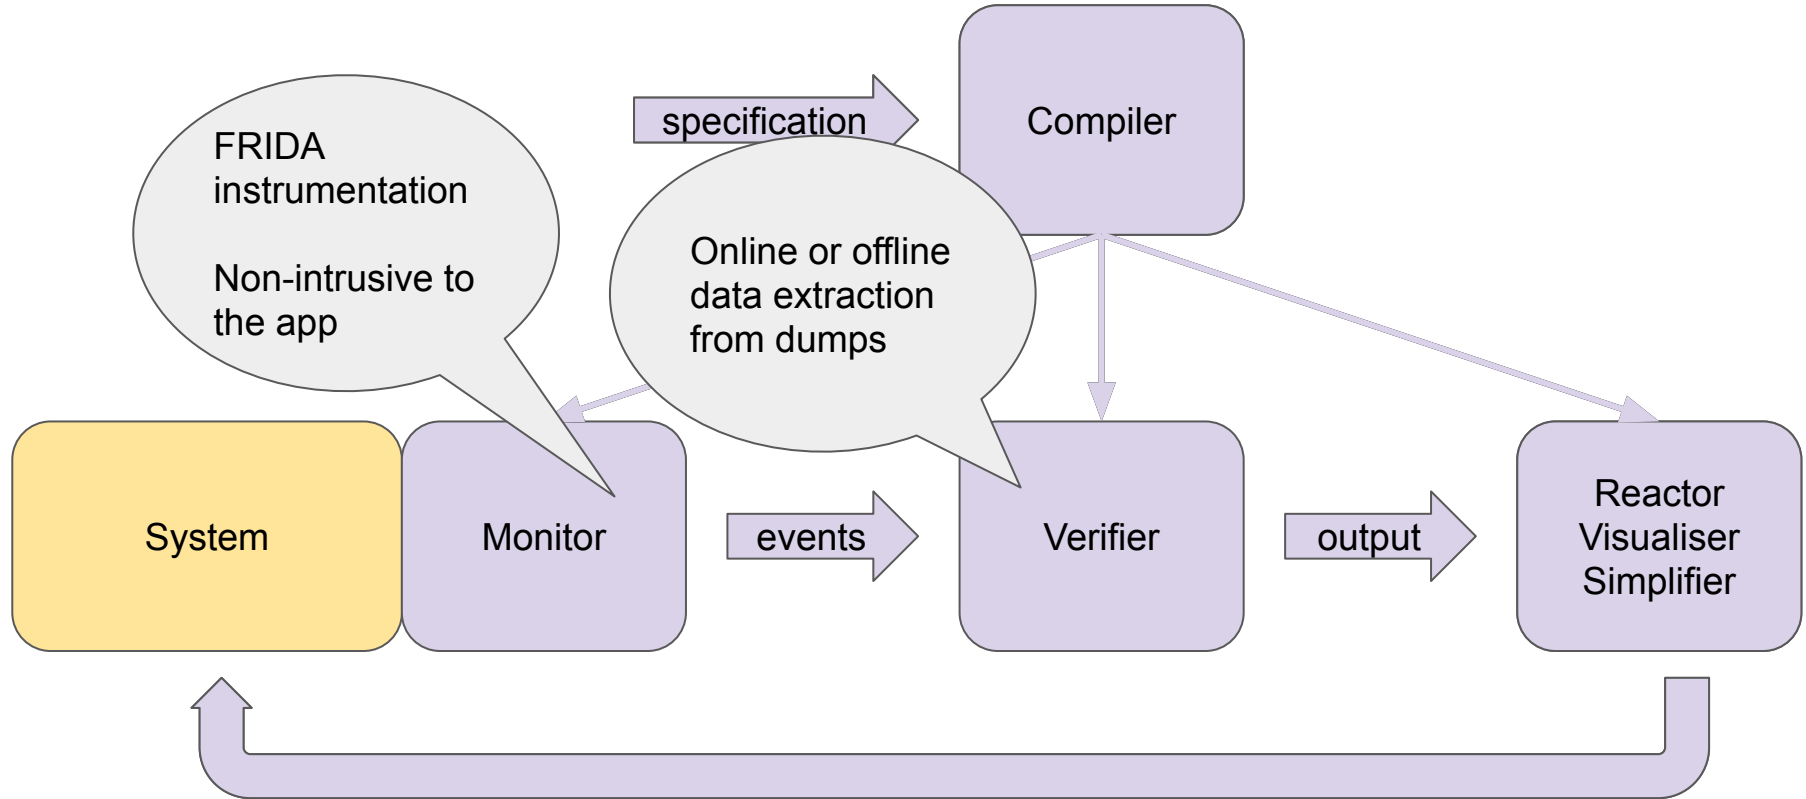 specification
Compiler
FRIDA
instrumentation
Non-intrusive to
the app
Online or offline
data extraction
from dumps
System
Monitor
events
Verifier
output
Reactor
Visualiser
Simplifier